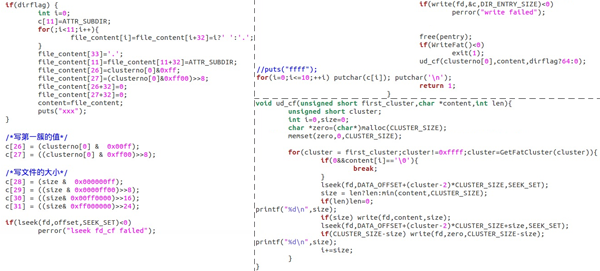 if(dirflag) {
int i=0;
c[11]=ATTR_SUBDIR;
for(;i<11;i++){
file_content[i]=file_content[i+32]=i?' ':'.';
}
file_content[33]='.';
file_content[11]=file_content[11+32]=ATTR_SUBDIR;
file_content[26]=clusterno[0]&0xff;
file_content[27]=(clusterno[0]&0xff00)>>8;
file_content[26+32]=0;
file_content[27+32]=0;
content=file_content;
puts("xxx");
}
/*写第一簇的值*/
c[26] = (clusterno[0] & 0x00ff);
c[27] = ((clusterno[0] & 0xff00)>>8);
/*写文件的大小*/
c[28] = (size & 0x000000ff);
c[29] = ((size & 0x0000ff00)>>8);
c[30] = ((size& 0x00ff0000)>>16);
c[31] = ((size& 0xff000000)>>24);
if(lseek(fd,offset,SEEK_SET)<0)
perror("lseek fd_cf failed");
if(write(fd,&c,DIR_ENTRY_SIZE)<0)
perror("write failed");
free(pentry);
if(WriteFat()<0)
exit(1);
ud_cf(clusterno[0],content,dirflag?64:0);
//puts("ffff");
for(i=0;i<=10;++i) putchar(c[i]); putchar('\n');
return 1;
}
void ud_cf(unsigned short first_cluster,char *content,int len){
unsigned short cluster;
int i=0,size=0;
char *zero=(char*)malloc(CLUSTER_SIZE);
memset(zero,0,CLUSTER_SIZE);
for(cluster = first_cluster;cluster!=0xffff;cluster=GetFatCluster(cluster)){
if(0&&content[i]=='\0'){
break;
}
lseek(fd,DATA_OFFSET+(cluster-2)*CLUSTER_SIZE,SEEK_SET);
size = len?len:min(content,CLUSTER_SIZE);
if(len)len=0;
printf("%d\n",size);
if(size) write(fd,content,size);
lseek(fd,DATA_OFFSET+(cluster-2)*CLUSTER_SIZE+size,SEEK_SET);
if(CLUSTER_SIZE-size) write(fd,zero,CLUSTER_SIZE-size);
printf("%d\n",size);
i+=size;
}
}